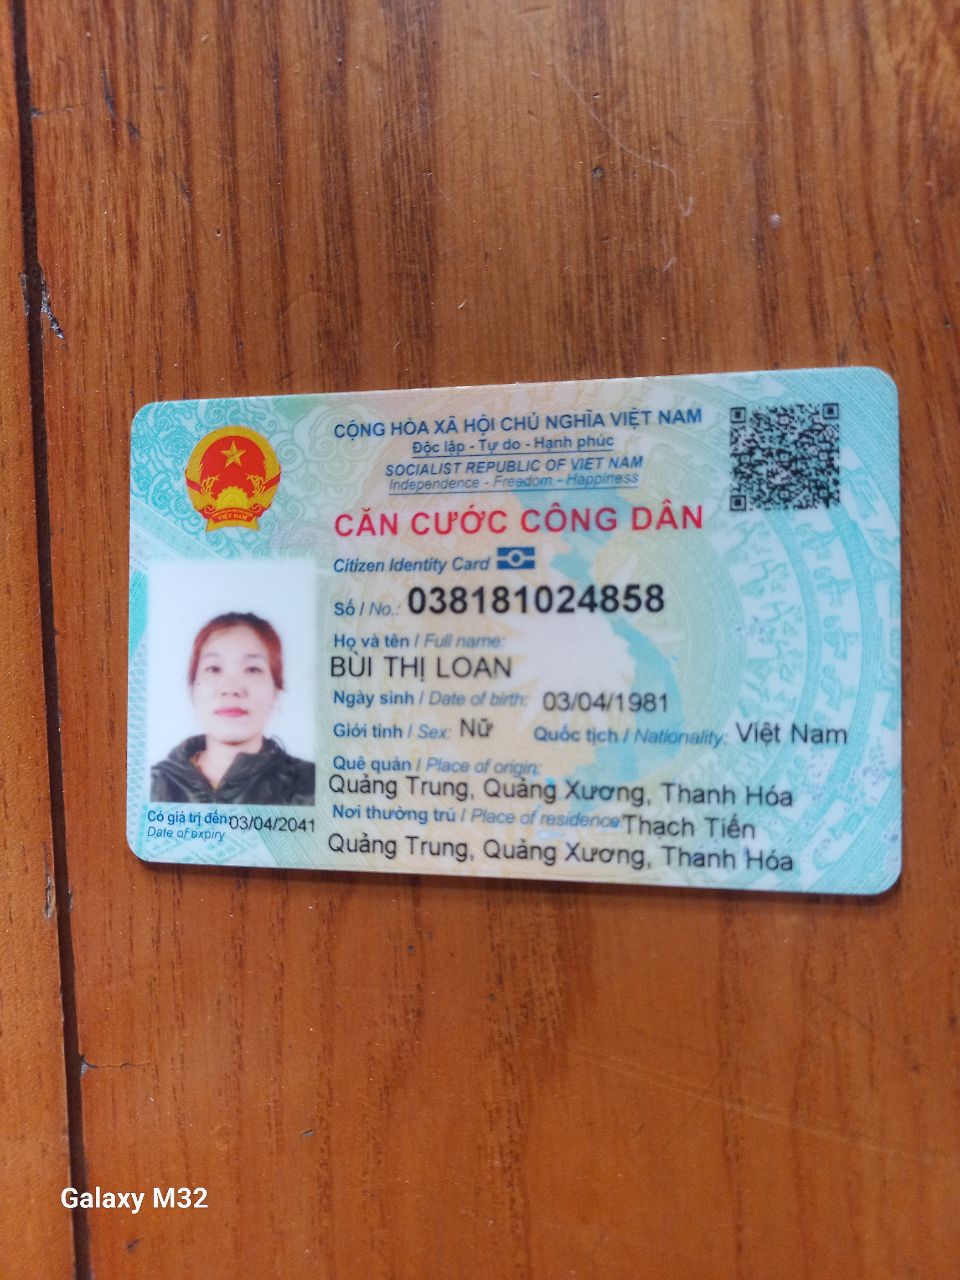 CỘNG HÒA XÃ HỘI CHỦ NGHĨA VIỆT NAM
Độc lập - Tự do - Hạnh phúc
SOCIALIST REPUBLIC OF VIET NAM
Independence - Freedom - Happiness
CĂN CƯỚC CÔNG DÂN
Citizen Identity Card
Số / No.: 038181024858
Họ và tên / Full name:
BÙI THỊ LOAN
Ngày sinh / Date of birth: 03/04/1981
Giới tính / Sex: Nữ Quốc tịch / Nationality: Việt Nam
Quê quán / Place of origin:
Quảng Trung, Quảng Xương, Thanh Hóa
Nơi thường trú / Place of residence: Thạch Tiến
Quảng Trung, Quảng Xương, Thanh Hóa
Có giá trị đến: 03/04/2041
Date of expiry
VIỆT NAM
Galaxy M32